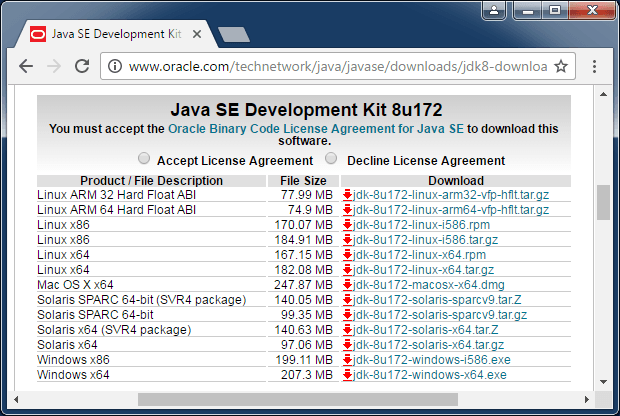 Java SE Development Kit
www.oracle.com/technetwork/java/javase/downloads/jdk8-downloa
Java SE Development Kit 8u172
You must accept the Oracle Binary Code License Agreement for Java SE to download this
software.
Accept License Agreement Decline License Agreement
Product / File Description File Size Download
Linux ARM 32 Hard Float ABI 77.99 MB jdk-8u172-linux-arm32-vfp-hflt.tar.gz
Linux ARM 64 Hard Float ABI 74.9 MB jdk-8u172-linux-arm64-vfp-hflt.tar.gz
Linux x86 170.07 MB jdk-8u172-linux-i586.rpm
Linux x86 184.91 MB jdk-8u172-linux-i586.tar.gz
Linux x64 167.15 MB jdk-8u172-linux-x64.rpm
Linux x64 182.08 MB jdk-8u172-linux-x64.tar.gz
Mac OS X x64 247.87 MB jdk-8u172-macosx-x64.dmg
Solaris SPARC 64-bit (SVR4 package) 140.05 MB jdk-8u172-solaris-sparcv9.tar.Z
Solaris SPARC 64-bit 99.35 MB jdk-8u172-solaris-sparcv9.tar.gz
Solaris x64 (SVR4 package) 140.63 MB jdk-8u172-solaris-x64.tar.Z
Solaris x64 97.06 MB jdk-8u172-solaris-x64.tar.gz
Windows x86 199.11 MB jdk-8u172-windows-i586.exe
Windows x64 207.3 MB jdk-8u172-windows-x64.exe